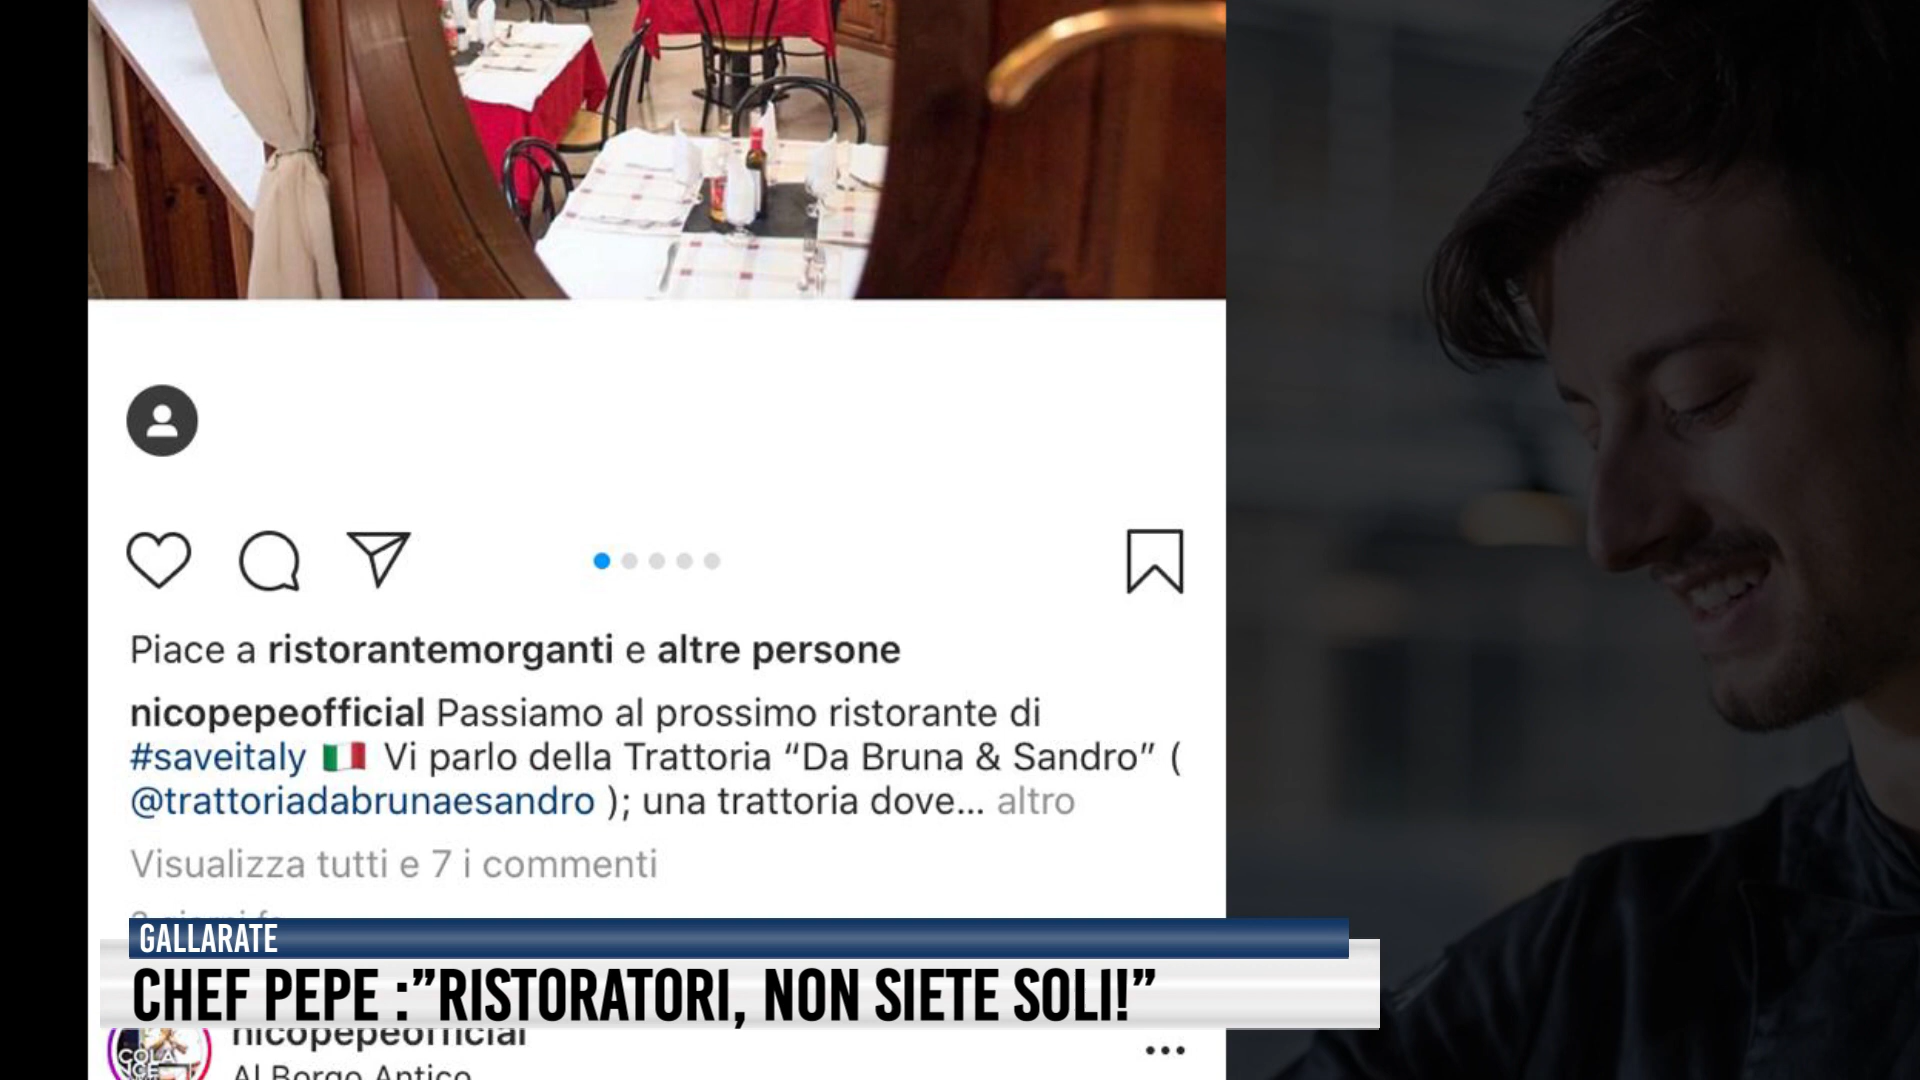 Piace a ristorantemorganti e altre persone
nicopepeofficial Passiamo al prossimo ristorante di
#saveitaly 🇮🇹 Vi parlo della Trattoria “Da Bruna & Sandro” (
@trattoriadabrunaesandro ); una trattoria dove... altro
Visualizza tutti e 7 i commenti
GALLARATE
CHEF PEPE :”RISTORATORI, NON SIETE SOLI!”
nicopepeofficial
Al Borgo Antico